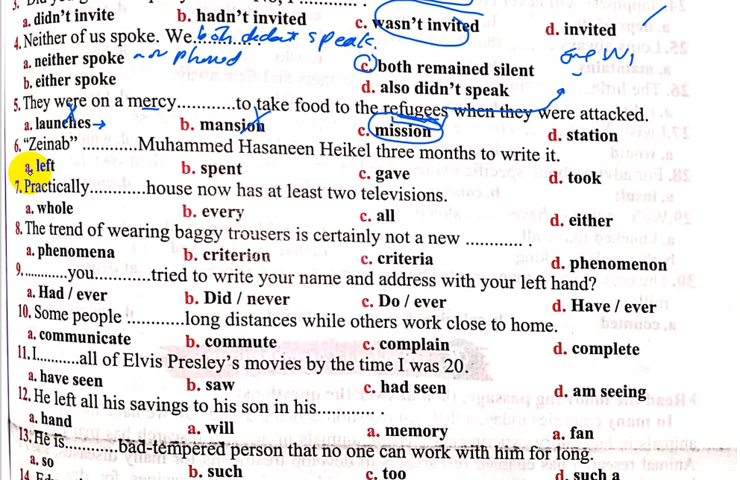 a. didn't invite b. hadn't invited c. wasn't invited d. invited
4. Neither of us spoke. We both didn't speak.
a. neither spoke c. both remained silent
b. either spoke d. also didn't speak
5. They were on a mercy............to take food to the refugees when they were attacked.
a. launches b. mansion c. mission d. station
6. “Zeinab” ............Muhammed Hasaneen Heikel three months to write it.
a. left b. spent c. gave d. took
7. Practically............house now has at least two televisions.
a. whole b. every c. all d. either
8. The trend of wearing baggy trousers is certainly not a new ............ .
a. phenomena b. criterion c. criteria d. phenomenon
9.............you............tried to write your name and address with your left hand?
a. Had / ever b. Did / never c. Do / ever d. Have / ever
10. Some people ............long distances while others work close to home.
a. communicate b. commute c. complain d. complete
11. I...........all of Elvis Presley's movies by the time I was 20.
a. have seen b. saw c. had seen d. am seeing
12. He left all his savings to his son in his............ .
a. hand a. will a. memory a. fan
13. He is............bad-tempered person that no one can work with him for long.
a. so b. such c. too d. such a